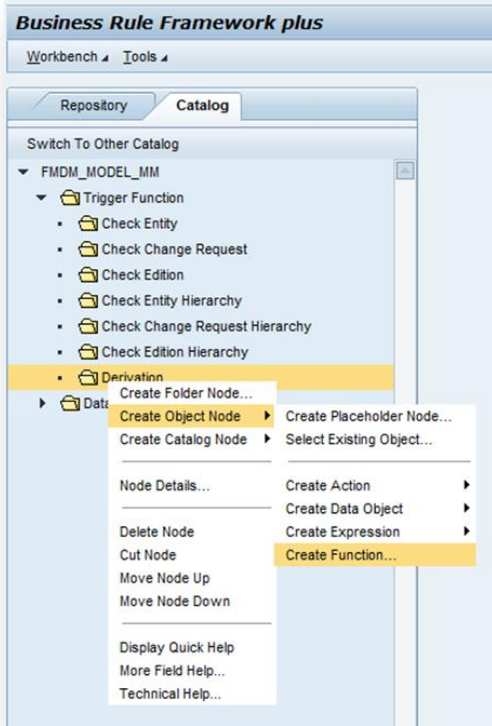 Business Rule Framework plus
Workbench Tools
Repository Catalog
Switch To Other Catalog
FMDM_MODEL_MM
Trigger Function
Check Entity
Check Change Request
Check Edition
Check Entity Hierarchy
Check Change Request Hierarchy
Check Edition Hierarchy
Derivation
Data
Create Folder Node...
Create Object Node
Create Catalog Node
Node Details...
Delete Node
Cut Node
Move Node Up
Move Node Down
Display Quick Help
More Field Help...
Technical Help...
Create Placeholder Node...
Select Existing Object...
Create Action
Create Data Object
Create Expression
Create Function...